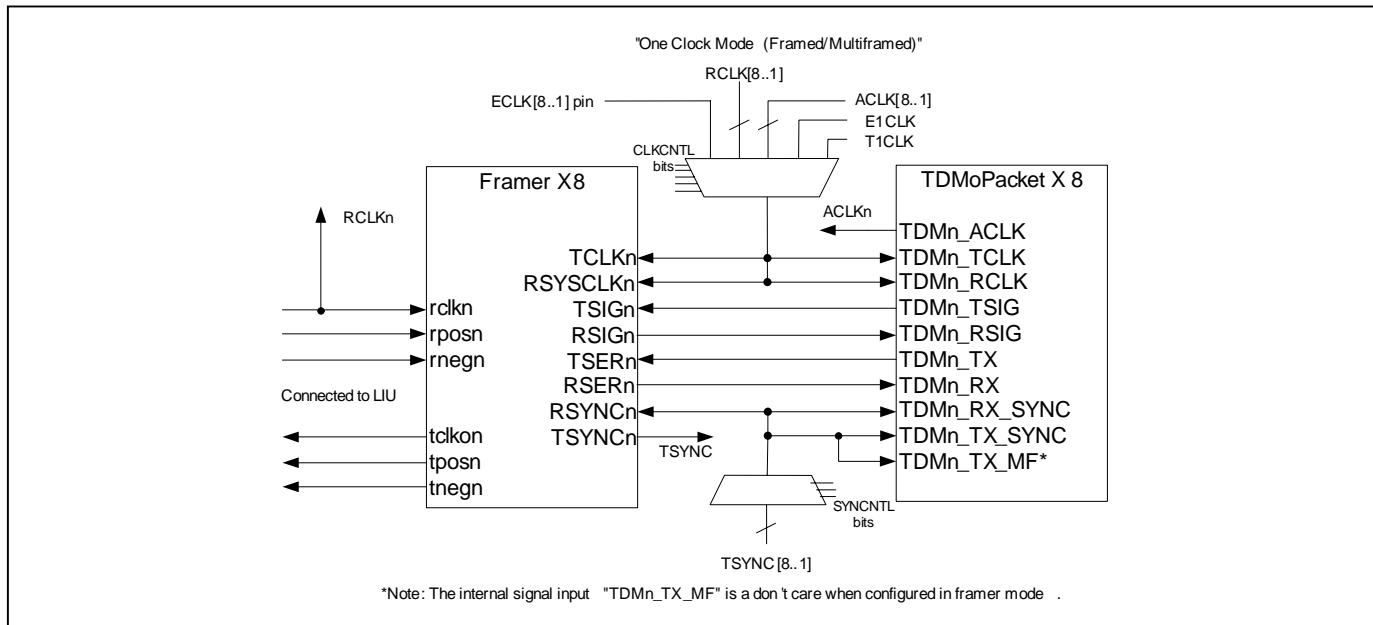 "One Clock Mode (Framed/Multiframed)"
RCLK[8..1]
ECLK[8..1] pin
ACLK[8..1]
E1CLK
T1CLK
CLKCNTL
bits
Framer X8
TDMoPacket X 8
RCLKn
ACLKn
TDMn_ACLK
TCLKn
TDMn_TCLK
RSYSCLKn
TDMn_RCLK
rclkn
TSIGn
TDMn_TSIG
rposn
RSIGn
TDMn_RSIG
rnegn
TSERn
TDMn_TX
RSERn
TDMn_RX
Connected to LIU
RSYNCn
TDMn_RX_SYNC
tclkon
TSYNCn
TSYNC
TDMn_TX_SYNC
tposn
TDMn_TX_MF*
tnegn
SYNCNTL
bits
TSYNC[8..1]
*Note: The internal signal input "TDMn_TX_MF" is a don't care when configured in framer mode .